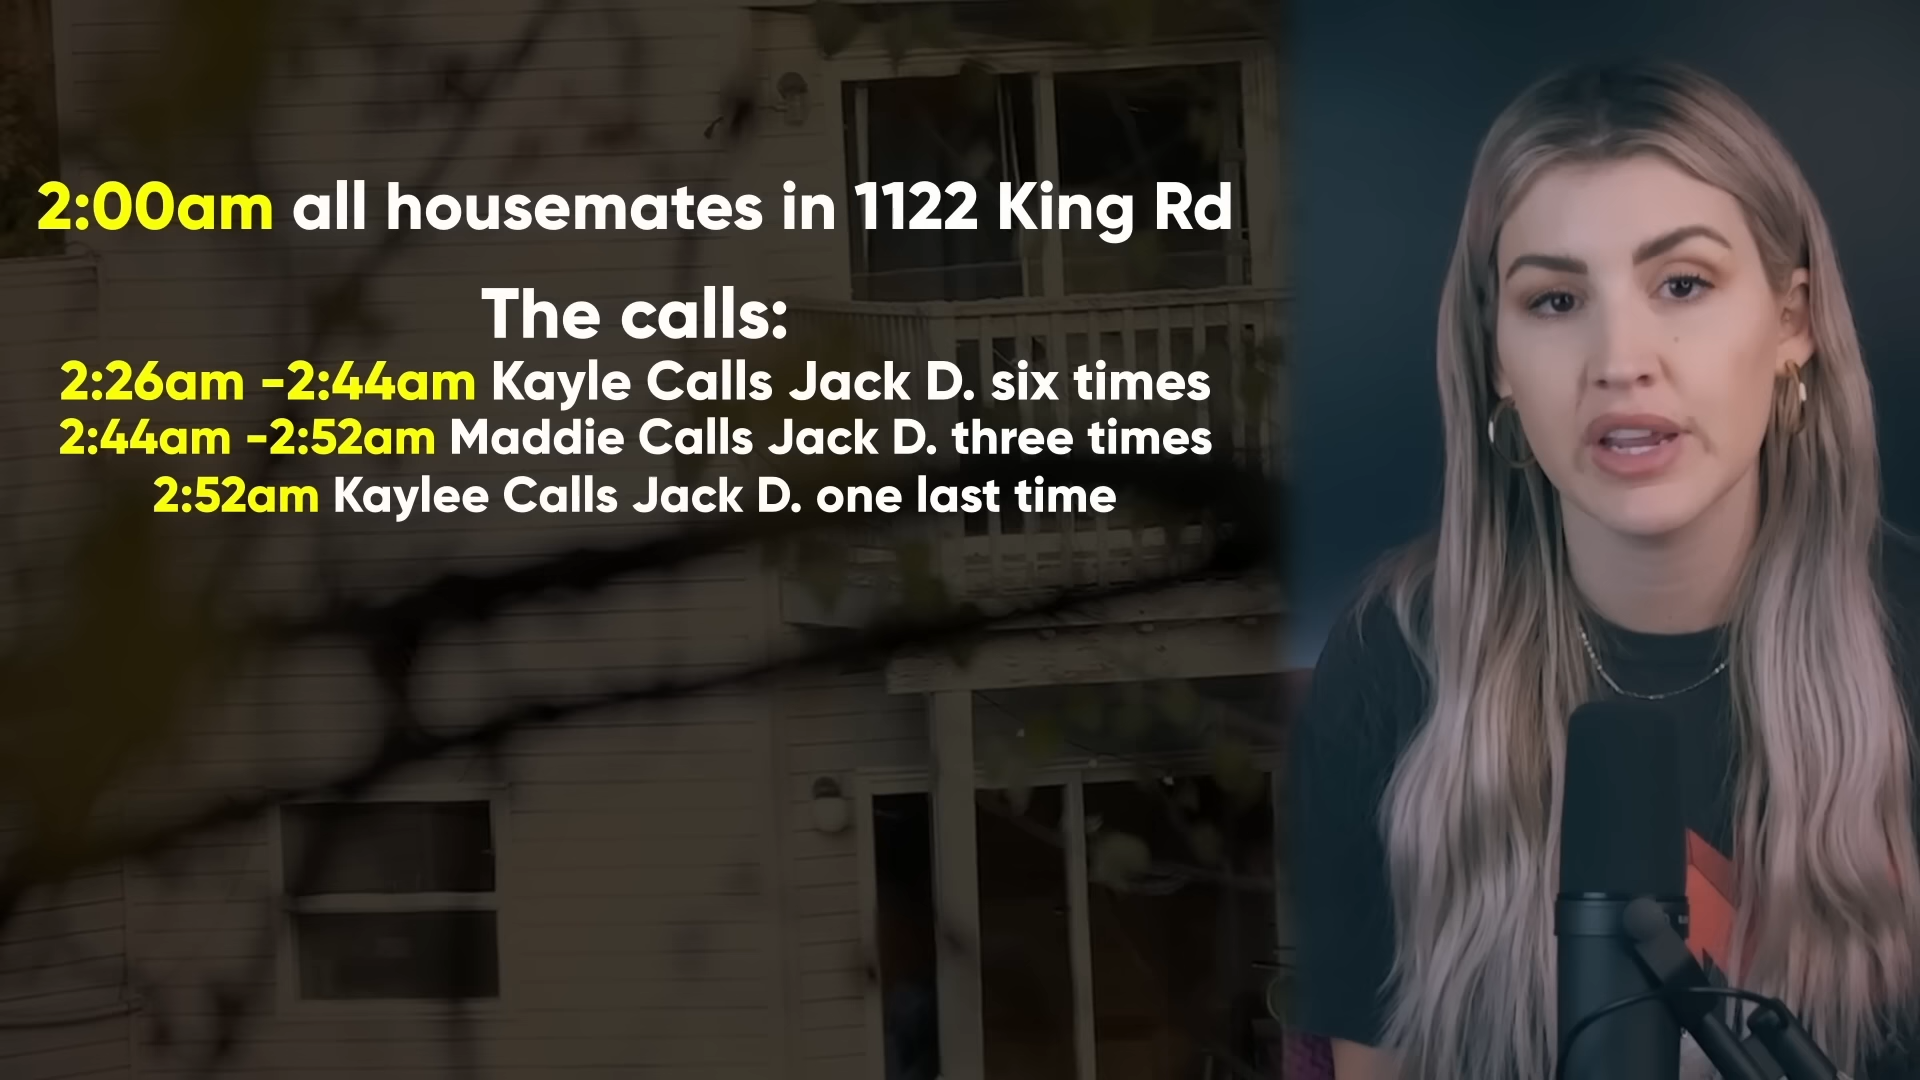 2:00am all housemates in 1122 King Rd
The calls:
2:26am -2:44am Kayle Calls Jack D. six times
2:44am -2:52am Maddie Calls Jack D. three times
2:52am Kaylee Calls Jack D. one last time